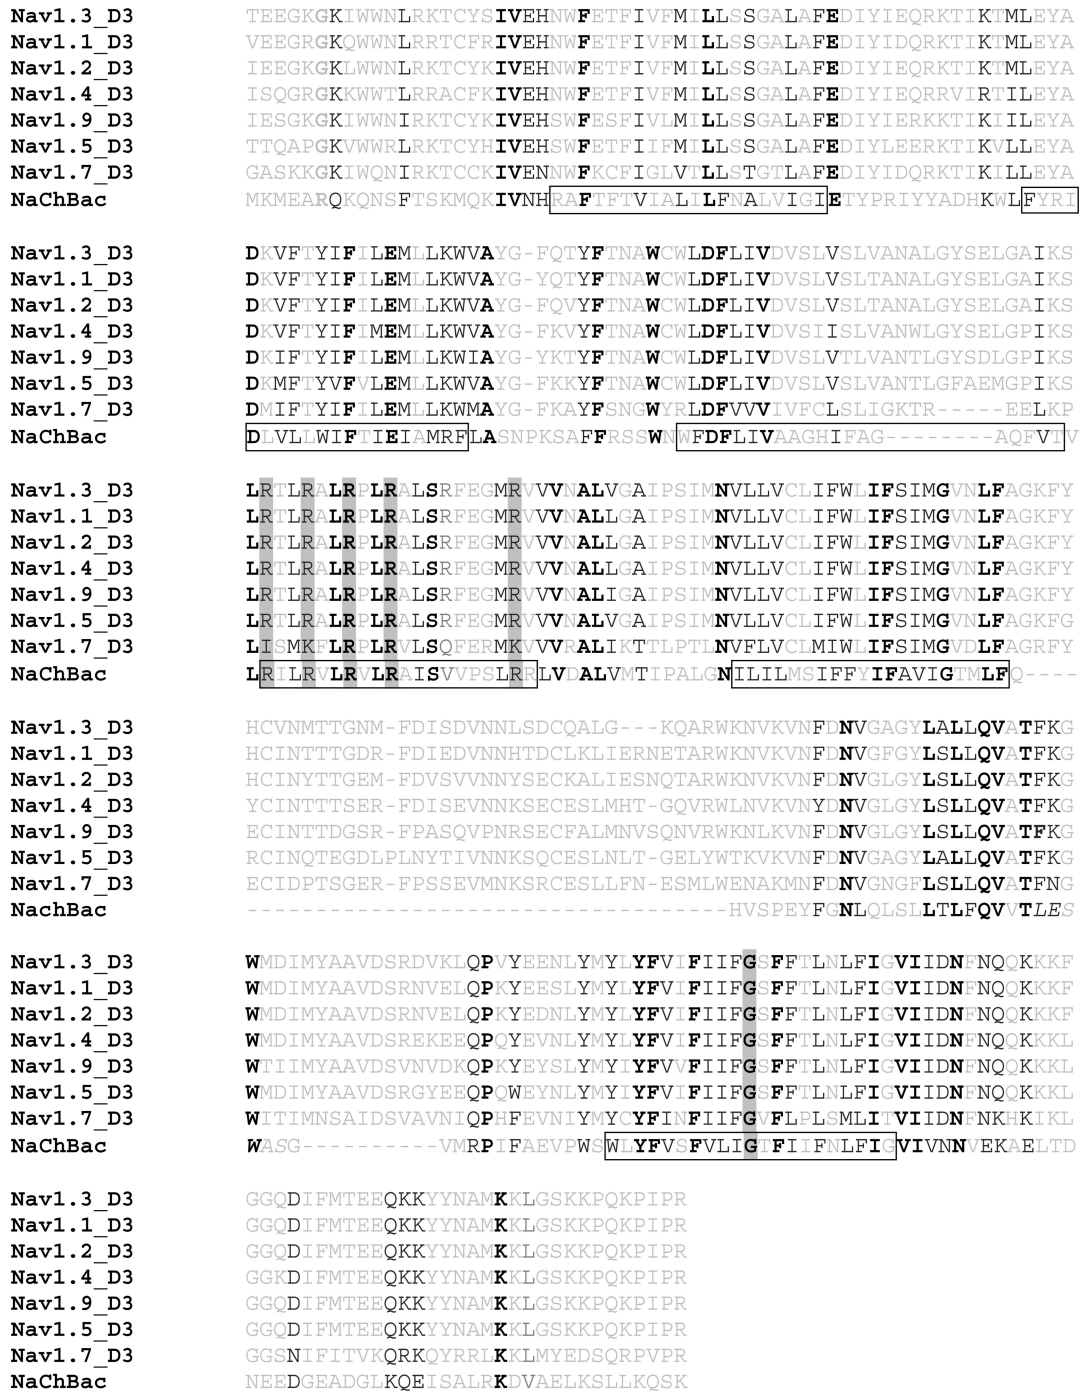 Nav1.3_D3 TEEGKGKIWWNLRKTCYSIVEHNWFETFIVFMILLSSGALAFEDIYIEQRKTIKTMLEYA
Nav1.1_D3 VEEGRGKQWWNLRRTCFRIVEHNWFETFIVFMILLSSGALAFEDIYIDQRKTIKTMLEYA
Nav1.2_D3 IEEGKGKLWWNLRKTCYKIVEHNWFETFIVFMILLSSGALAFEDIYIEQRKTIKTMLEYA
Nav1.4_D3 ISQGRGKKWWTLRRACFKIVEHNWFETFIVFMILLSSGALAFEDIYIEQRRVIRTILEYA
Nav1.9_D3 IESGKGKIWWNIRKTCYKIVEHSWFESFIVLMILLSSGALAFEDIYIERKKTIKIILEYA
Nav1.5_D3 TTQAPGKVWWRLRKTCYHIVEHSWFETFIIFMILLSSGALAFEDIYLEERKTIKVLLEYA
Nav1.7_D3 GASKKGKIWWNIRKTCCKIVENNWFKCFIGLVTLLSTGTLAFEDIYIDQRKTIKILLEYA
NaChBac MKMEARQKQNSFTSKMQKIVNHRAFTFTVIALILFNALVIGIETYPRIYYADHKWLFYRI
Nav1.3_D3 DKVFTYIFILEMLLKWVAYG-FQTYFTNAWCWLDFLIVDVSLVSLVANALGYSELGAIKS
Nav1.1_D3 DKVFTYIFILEMLLKWVAYG-YQTYFTNAWCWLDFLIVDVSLVSLTANALGYSELGAIKS
Nav1.2_D3 DKVFTYIFILEMLLKWVAYG-FQVYFTNAWCWLDFLIVDVSLVSLTANALGYSELGAIKS
Nav1.4_D3 DKVFTYIFIMEMLLKWVAYG-FKVYFTNAWCWLDFLIVDVSIISLVANWLGYSELGPIKS
Nav1.9_D3 DKIFTYIFILEMLLKWIAYG-YKTYFTNAWCWLDFLIVDVSLVTLVANTLGYSDLGPIKS
Nav1.5_D3 DKMFTYVFVLEMLLKWVAYG-FKKYFTNAWCWLDFLIVDVSLVSLVANTLGFAEMGPIKS
Nav1.7_D3 DMIFTYIFILEMLLKWMAYG-FKAYFSNGWYRLDFVVVIVFCLSLIGKTR-----EELKP
NaChBac DLVLLWIFTIEIAMRFLASNPKSAFFRSSWNWFDFLIVAAGHIFAG--------AQFVTV
Nav1.3_D3 LRTLRALRPLRALSRFEGMRVVVNALVGAIPSIMNVLLVCLIFWLIFSIMGVNLFAGKFY
Nav1.1_D3 LRTLRALRPLRALSRFEGMRVVVNALLGAIPSIMNVLLVCLIFWLIFSIMGVNLFAGKFY
Nav1.2_D3 LRTLRALRPLRALSRFEGMRVVVNALLGAIPSIMNVLLVCLIFWLIFSIMGVNLFAGKFY
Nav1.4_D3 LRTLRALRPLRALSRFEGMRVVVNALLGAIPSIMNVLLVCLIFWLIFSIMGVNLFAGKFY
Nav1.9_D3 LRTLRALRPLRALSRFEGMRVVVNALIGAIPSIMNVLLVCLIFWLIFSIMGVNLFAGKFY
Nav1.5_D3 LRTLRALRPLRALSRFEGMRVVVNALVGAIPSIMNVLLVCLIFWLIFSIMGVNLFAGKFG
Nav1.7_D3 LISMKFLRPLRVLSQFERMKVVVRALIKTTLPTLNVFLVCLMIWLIFSIMGVDLFAGRFY
NaChBac LRILRVLRVLRAISVVPSLRRLVDALVMTIPALGNILILMSIFFYIFAVIGTMLFQ----
Nav1.3_D3 HCVNMTTGNM-FDISDVNNLSDCQALG---KQARWKNVKVNFDNVGAGYLALLQVATFKG
Nav1.1_D3 HCINTTTGDR-FDIEDVNNHTDCLKLIERNETARWKNVKVNFDNVGFGYLSLLQVATFKG
Nav1.2_D3 HCINYTTGEM-FDVSVVNNYSECKALIESNQTARWKNVKVNFDNVGLGYLSLLQVATFKG
Nav1.4_D3 YCINTTTSER-FDISEVNNKSECESLMHT-GQVRWLNVKVNYDNVGLGYLSLLQVATFKG
Nav1.9_D3 ECINTTDGSR-FPASQVPNRSECFALMNVSQNVRWKNLKVNFDNVGLGYLSLLQVATFKG
Nav1.5_D3 RCINQTEGDLPLNYTIVNNKSQCESLNLT-GELYWTKVKVNFDNVGAGYLALLQVATFKG
Nav1.7_D3 ECIDPTSGER-FPSSEVMNKSRCESLLFN-ESMLWENAKMNFDNVGNGFLSLLQVATFNG
NachBac -----------------------------------HVSPEYFGNLQLSLLTLFQVVTLES
Nav1.3_D3 WMDIMYAAVDSRDVKLQPVYEENLYMYLYFVIFIIFGSFFTLNLFIGVIIDNFNQQKKKF
Nav1.1_D3 WMDIMYAAVDSRNVELQPKYEESLYMYLYFVIFIIFGSFFTLNLFIGVIIDNFNQQKKKF
Nav1.2_D3 WMDIMYAAVDSRNVELQPKYEDNLYMYLYFVIFIIFGSFFTLNLFIGVIIDNFNQQKKKF
Nav1.4_D3 WMDIMYAAVDSREKEEQPQYEVNLYMYLYFVIFIIFGSFFTLNLFIGVIIDNFNQQKKKL
Nav1.9_D3 WTIIMYAAVDSVNVDKQPKYEYSLYMYIYFVVFIIFGSFFTLNLFIGVIIDNFNQQKKKL
Nav1.5_D3 WMDIMYAAVDSRGYEEQPQWEYNLYMYIYFVIFIIFGSFFTLNLFIGVIIDNFNQQKKKL
Nav1.7_D3 WITIMNSAIDSVAVNIQPHFEVNIYMYCYFINFIIFGVFLPLSMLITVIIDNFNKHKIKL
NaChBac WASG----------VMRPIFAEVPWSWLYFVSFVLIGTFIIFNLFIGVIVNNVEKAELTD
Nav1.3_D3 GGQDIFMTEEQKKYYNAMKKLGSKKPQKPIPR
Nav1.1_D3 GGQDIFMTEEQKKYYNAMKKLGSKKPQKPIPR
Nav1.2_D3 GGQDIFMTEEQKKYYNAMKKLGSKKPQKPIPR
Nav1.4_D3 GGKDIFMTEEQKKYYNAMKKLGSKKPQKPIPR
Nav1.9_D3 GGQDIFMTEEQKKYYNAMKKLGSKKPQKPIPR
Nav1.5_D3 GGQDIFMTEEQKKYYNAMKKLGSKKPQKPIPR
Nav1.7_D3 GGSNIFITVKQRKQYRRLKKLMYEDSQRPVPR
NaChBac NEEDGEADGLKQEISALRKDVAELKSLLKQSK